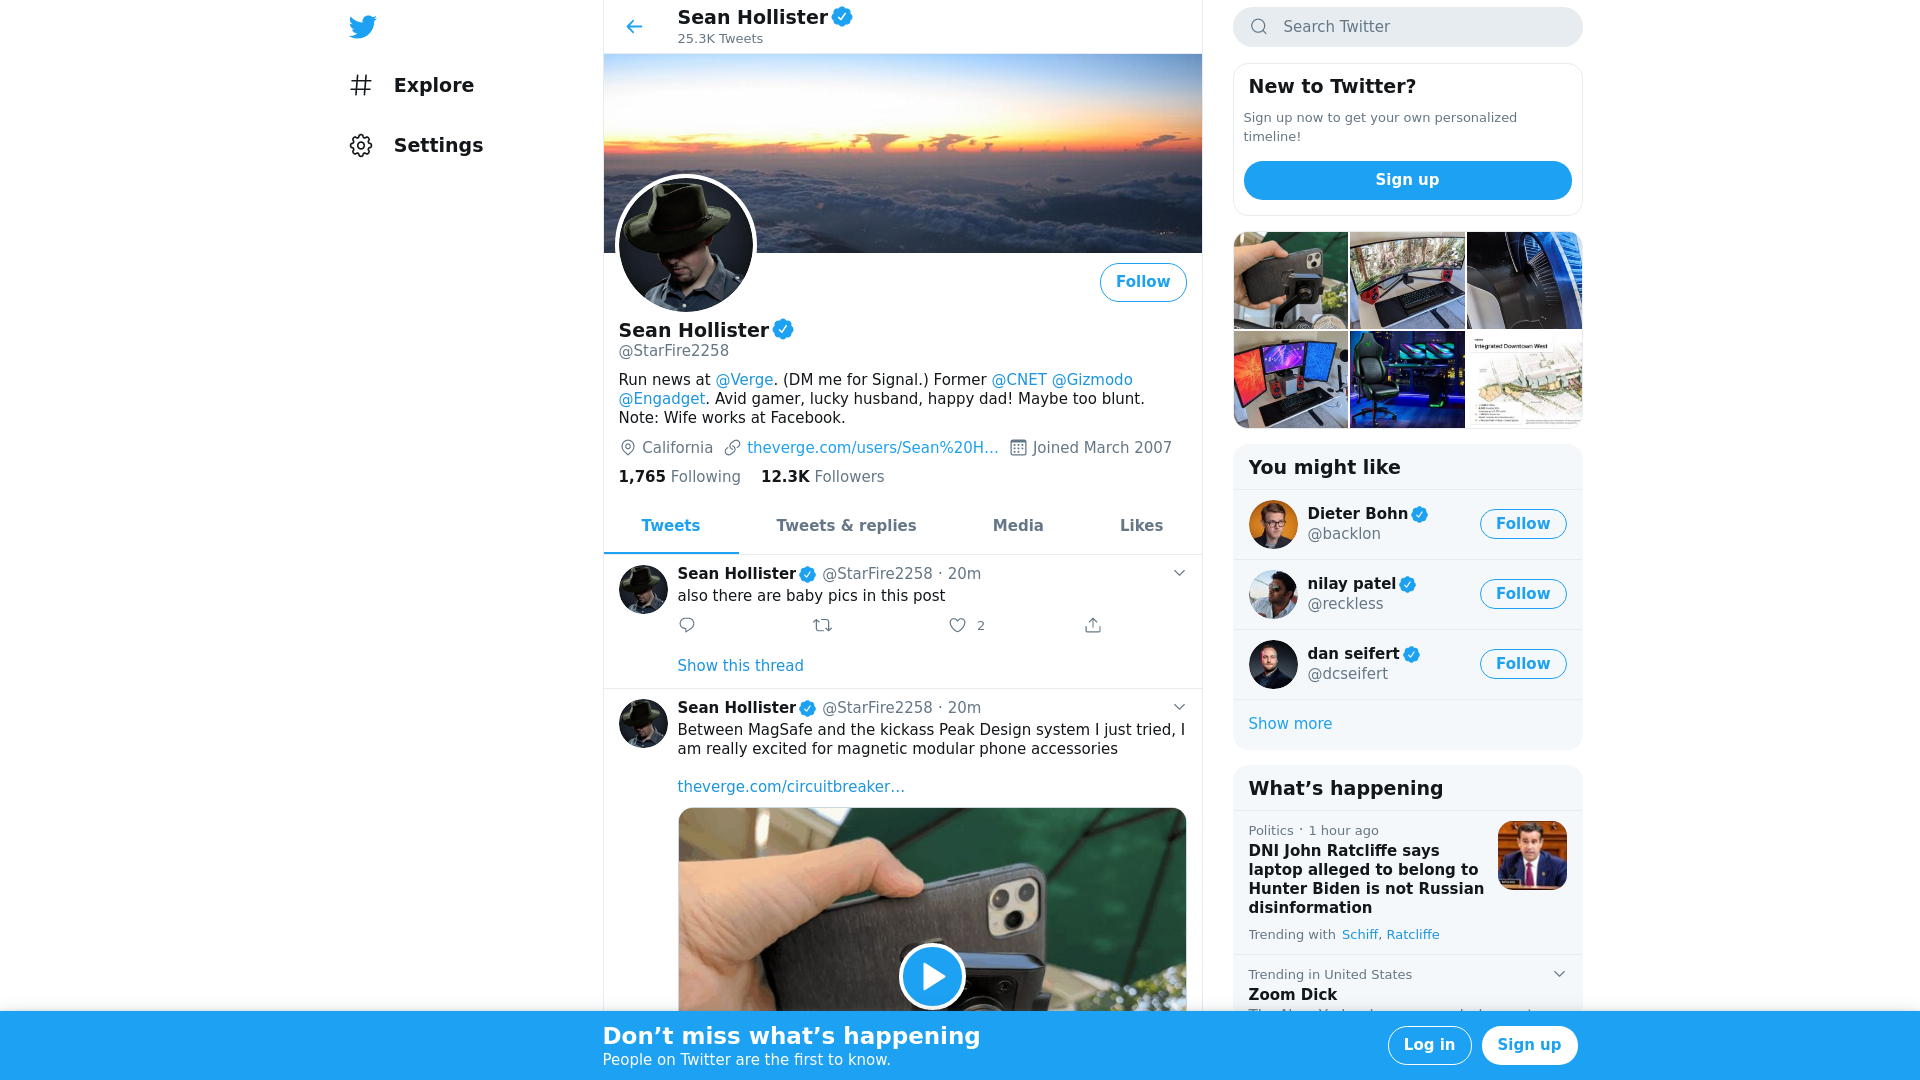 Explore
Settings
Sean Hollister
25.3K Tweets
Follow
Sean Hollister
@StarFire2258
Run news at @Verge. (DM me for Signal.) Former @CNET @Gizmodo
@Engadget. Avid gamer, lucky husband, happy dad! Maybe too blunt.
Note: Wife works at Facebook.
California theverge.com/users/Sean%20H… Joined March 2007
1,765 Following 12.3K Followers
Tweets Tweets & replies Media Likes
Sean Hollister @StarFire2258 · 20m
also there are baby pics in this post
2
Show this thread
Sean Hollister @StarFire2258 · 20m
Between MagSafe and the kickass Peak Design system I just tried, I
am really excited for magnetic modular phone accessories
theverge.com/circuitbreaker…
Search Twitter
New to Twitter?
Sign up now to get your own personalized
timeline!
Sign up
Integrated Downtown West
You might like
Dieter Bohn
@backlon
Follow
nilay patel
@reckless
Follow
dan seifert
@dcseifert
Follow
Show more
What’s happening
Politics · 1 hour ago
DNI John Ratcliffe says
laptop alleged to belong to
Hunter Biden is not Russian
disinformation
Trending with Schiff, Ratcliffe
Trending in United States
Zoom Dick
Don’t miss what’s happening
People on Twitter are the first to know.
Log in
Sign up